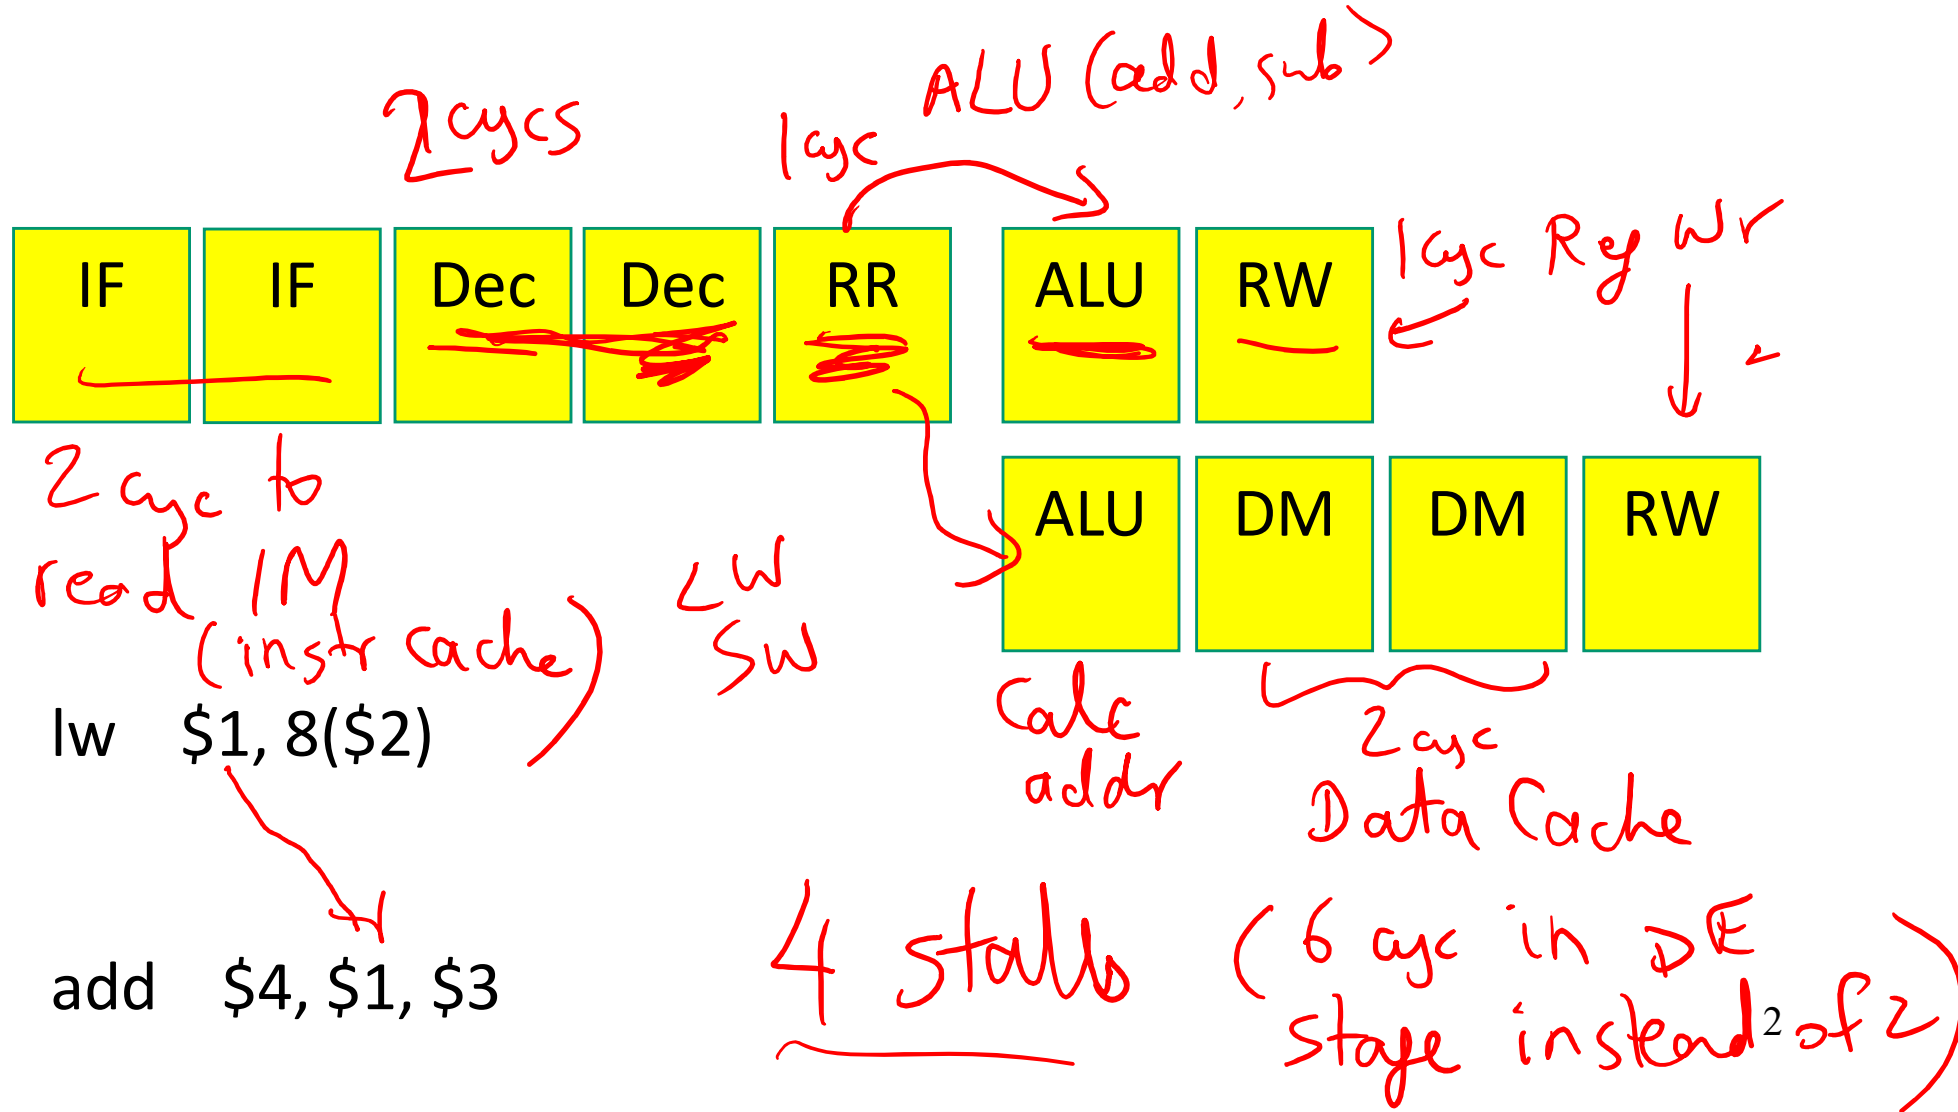 ALU (add, sub)
2 cycs
1 cyc
IF IF Dec Dec RR ALU RW
1 cyc Reg Wr
ALU DM DM RW
2 cyc to
read IM
(instr cache)
LW
SW
Calc
addr
2 cyc
Data Cache
lw $1, 8($2)
add $4, $1, $3
4 stalls
(6 cyc in DE
stage instead of 2)
2